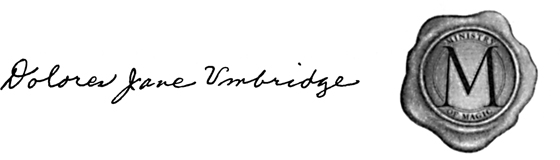 Dolores Jane Umbridge
MINISTRY
M
OF MAGIC